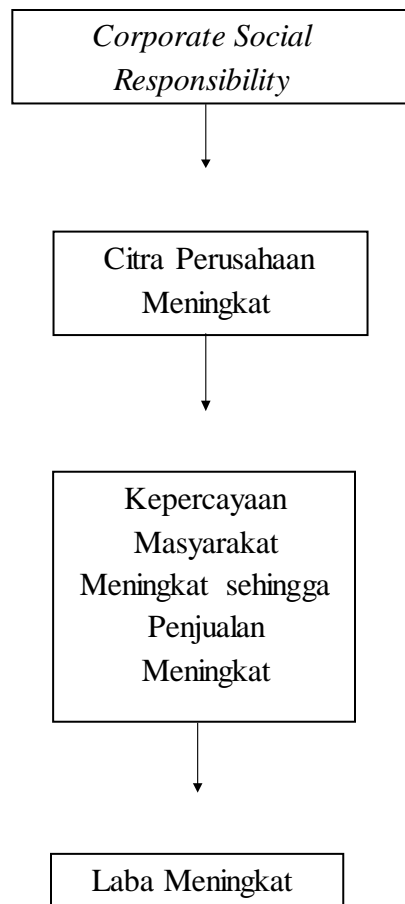 Corporate Social
Responsibility
Citra Perusahaan
Meningkat
Kepercayaan
Masyarakat
Meningkat sehingga
Penjualan
Meningkat
Laba Meningkat